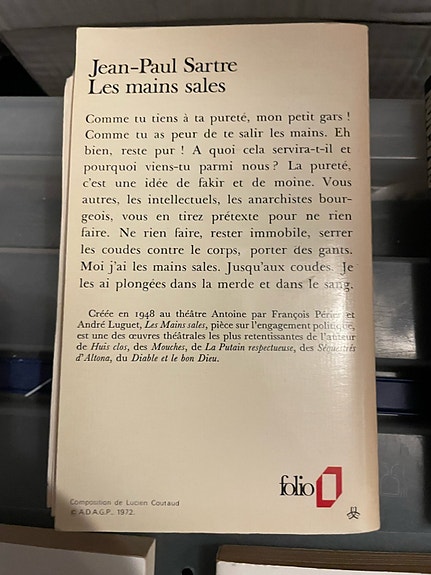 Jean-Paul Sartre
Les mains sales
Comme tu tiens à ta pureté, mon petit gars !
Comme tu as peur de te salir les mains. Eh
bien, reste pur ! A quoi cela servira-t-il et
pourquoi viens-tu parmi nous ? La pureté,
c'est une idée de fakir et de moine. Vous
autres, les intellectuels, les anarchistes bour-
geois, vous en tirez prétexte pour ne rien
faire. Ne rien faire, rester immobile, serrer
les coudes contre le corps, porter des gants.
Moi j'ai les mains sales. Jusqu'aux coudes. Je
les ai plongées dans la merde et dans le sang.
Créée en 1948 au théâtre Antoine par François Périer et
André Luguet, Les Mains sales, pièce sur l'engagement politique,
est une des œuvres théâtrales les plus retentissantes de l'auteur
de Huis clos, des Mouches, de La Putain respectueuse, des Séquestrés
d'Altona, du Diable et le bon Dieu.
folio
Composition de Lucien Coutaud
© A.D.A.G.P., 1972.